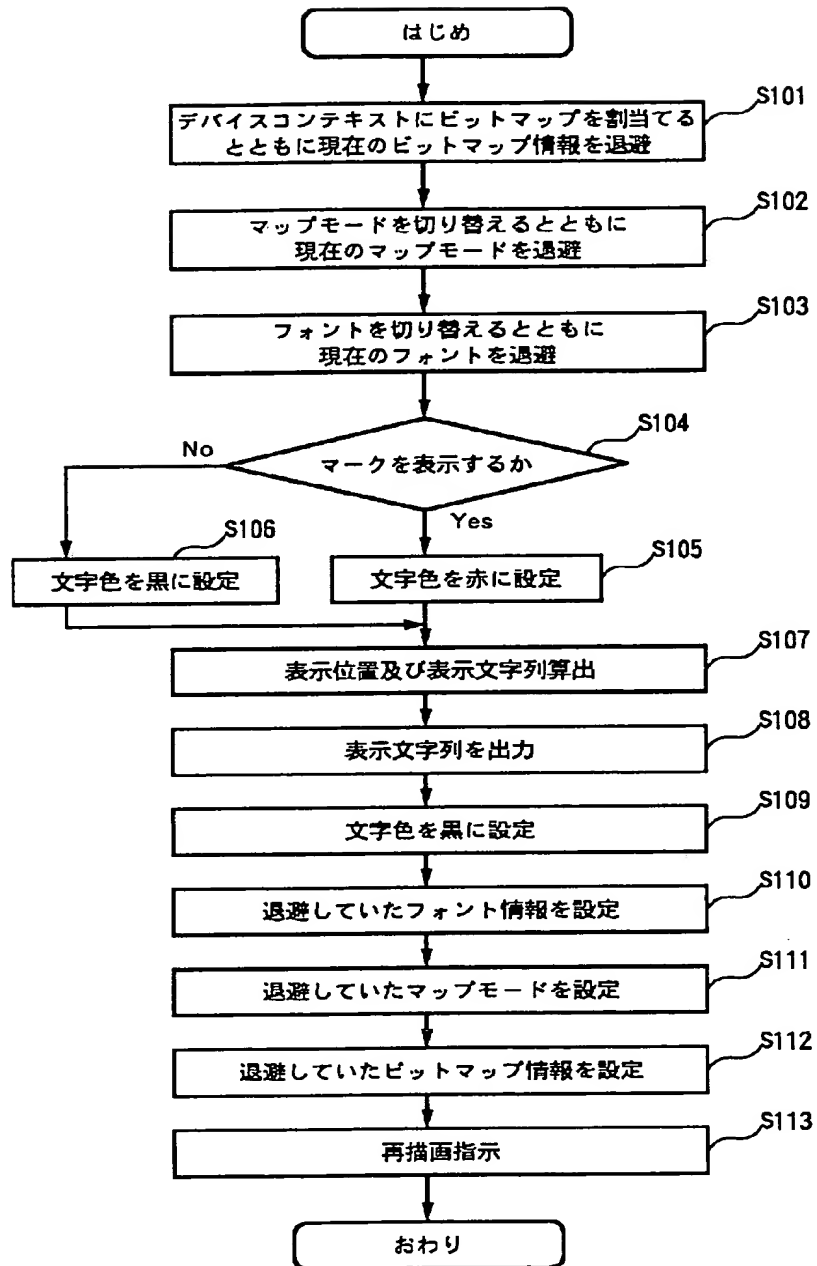 はじめ
S101
デバイスコンテキストにビットマップを割当てる
とともに現在のビットマップ情報を退避
S102
マップモードを切り替えるとともに
現在のマップモードを退避
S103
フォントを切り替えるとともに
現在のフォントを退避
S104
マークを表示するか
No
Yes
S106
文字色を黒に設定
S105
文字色を赤に設定
S107
表示位置及び表示文字列算出
S108
表示文字列を出力
S109
文字色を黒に設定
S110
退避していたフォント情報を設定
S111
退避していたマップモードを設定
S112
退避していたビットマップ情報を設定
S113
再描画指示
おわり